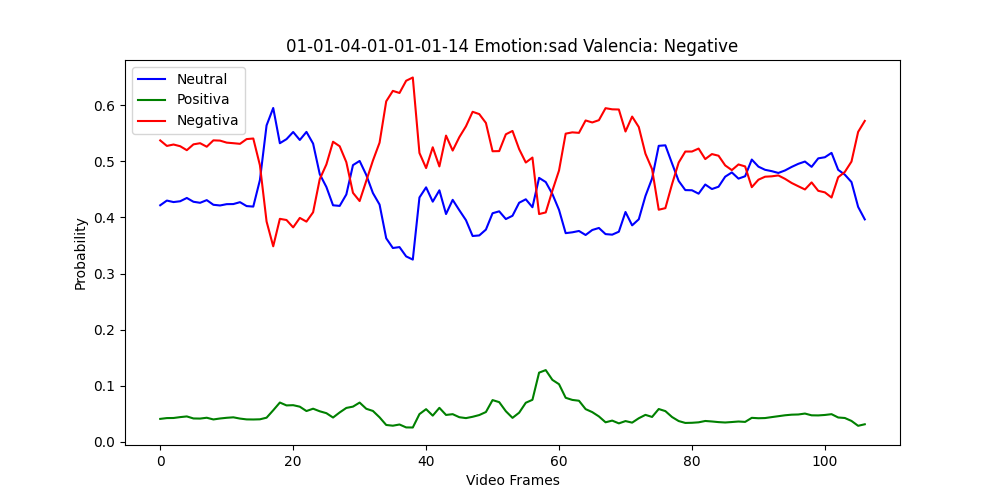 01-01-04-01-01-01-14 Emotion:sad Valencia: Negative
Neutral
Positiva
Negativa
Probability
0.6
0.5
0.4
0.3
0.2
0.1
0.0
0 20 40 60 80 100
Video Frames